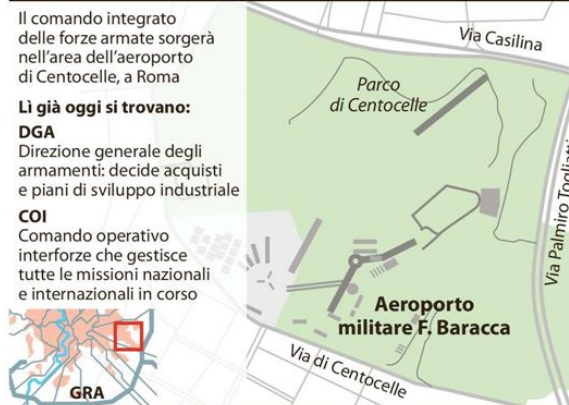 Il comando integrato
delle forze armate sorgerà
nell'area dell'aeroporto
di Centocelle, a Roma
Lì già oggi si trovano:
DGA
Direzione generale degli
armamenti: decide acquisti
e piani di sviluppo industriale
COI
Comando operativo
interforze che gestisce
tutte le missioni nazionali
e internazionali in corso
GRA
Via Casilina
Parco
di Centocelle
Via Palmiro Togliatti
Aeroporto
militare F. Baracca
Via di Centocelle